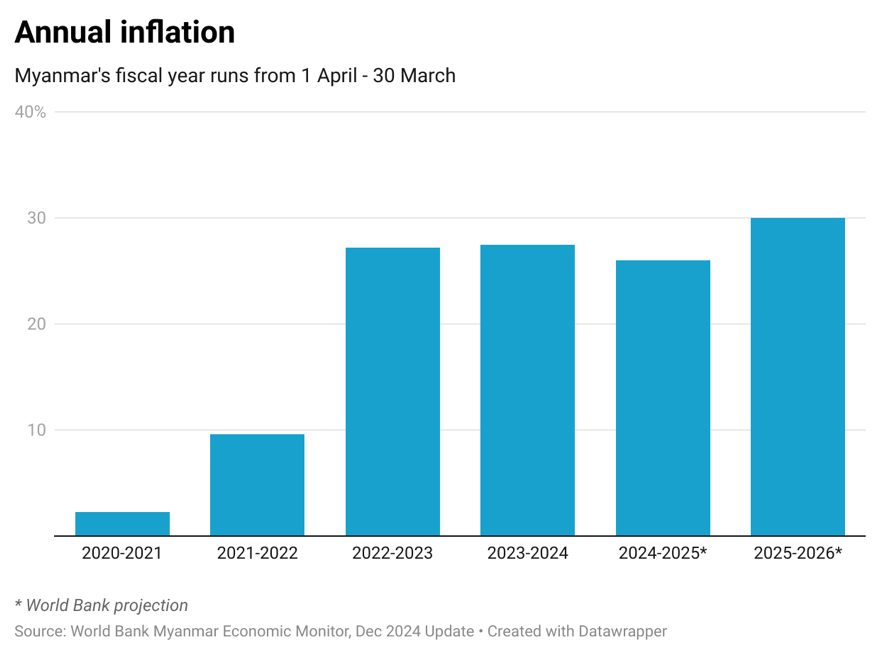 Annual inflation
Myanmar's fiscal year runs from 1 April - 30 March
40%
30
20
10
2020-2021 2021-2022 2022-2023 2023-2024 2024-2025* 2025-2026*
* World Bank projection
Source: World Bank Myanmar Economic Monitor, Dec 2024 Update • Created with Datawrapper